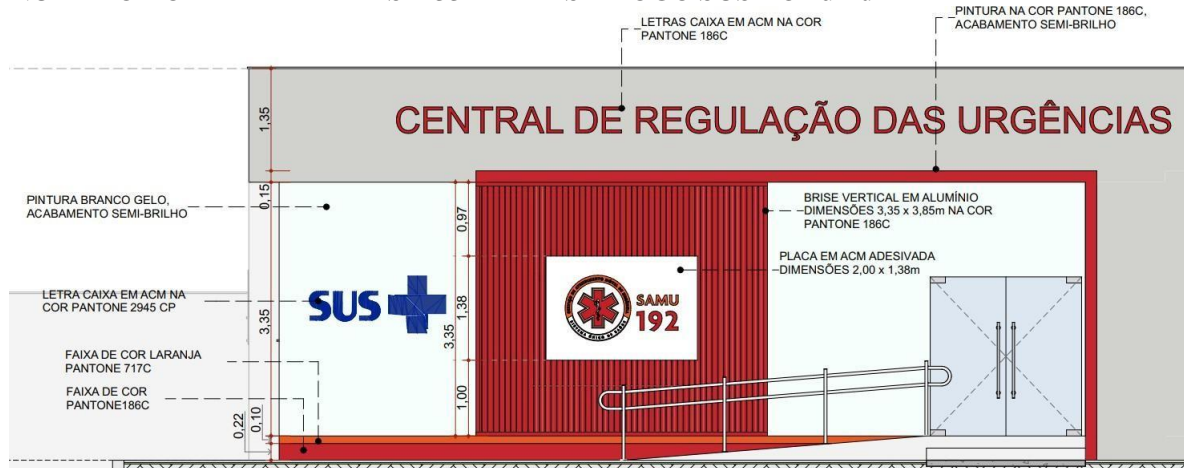 LETRAS CAIXA EM ACM NA COR
PANTONE 186C
PINTURA NA COR PANTONE 186C,
ACABAMENTO SEMI-BRILHO
CENTRAL DE REGULAÇÃO DAS URGÊNCIAS
1,35
0,15
3,35
0,22
0,10
PINTURA BRANCO GELO,
ACABAMENTO SEMI-BRILHO
LETRA CAIXA EM ACM NA
COR PANTONE 2945 CP
FAIXA DE COR LARANJA
PANTONE 717C
FAIXA DE COR
PANTONE186C
SUS
0,97
1,38
3,35
1,00
SAMU
192
BRISE VERTICAL EM ALUMÍNIO
DIMENSÕES 3,35 x 3,85m NA COR
PANTONE 186C
PLACA EM ACM ADESIVADA
DIMENSÕES 2,00 x 1,38m